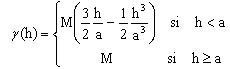 γ(h) = { M ( 3/2 h/a − 1/2 h³/a³ ) si h < a
M si h ≥ a